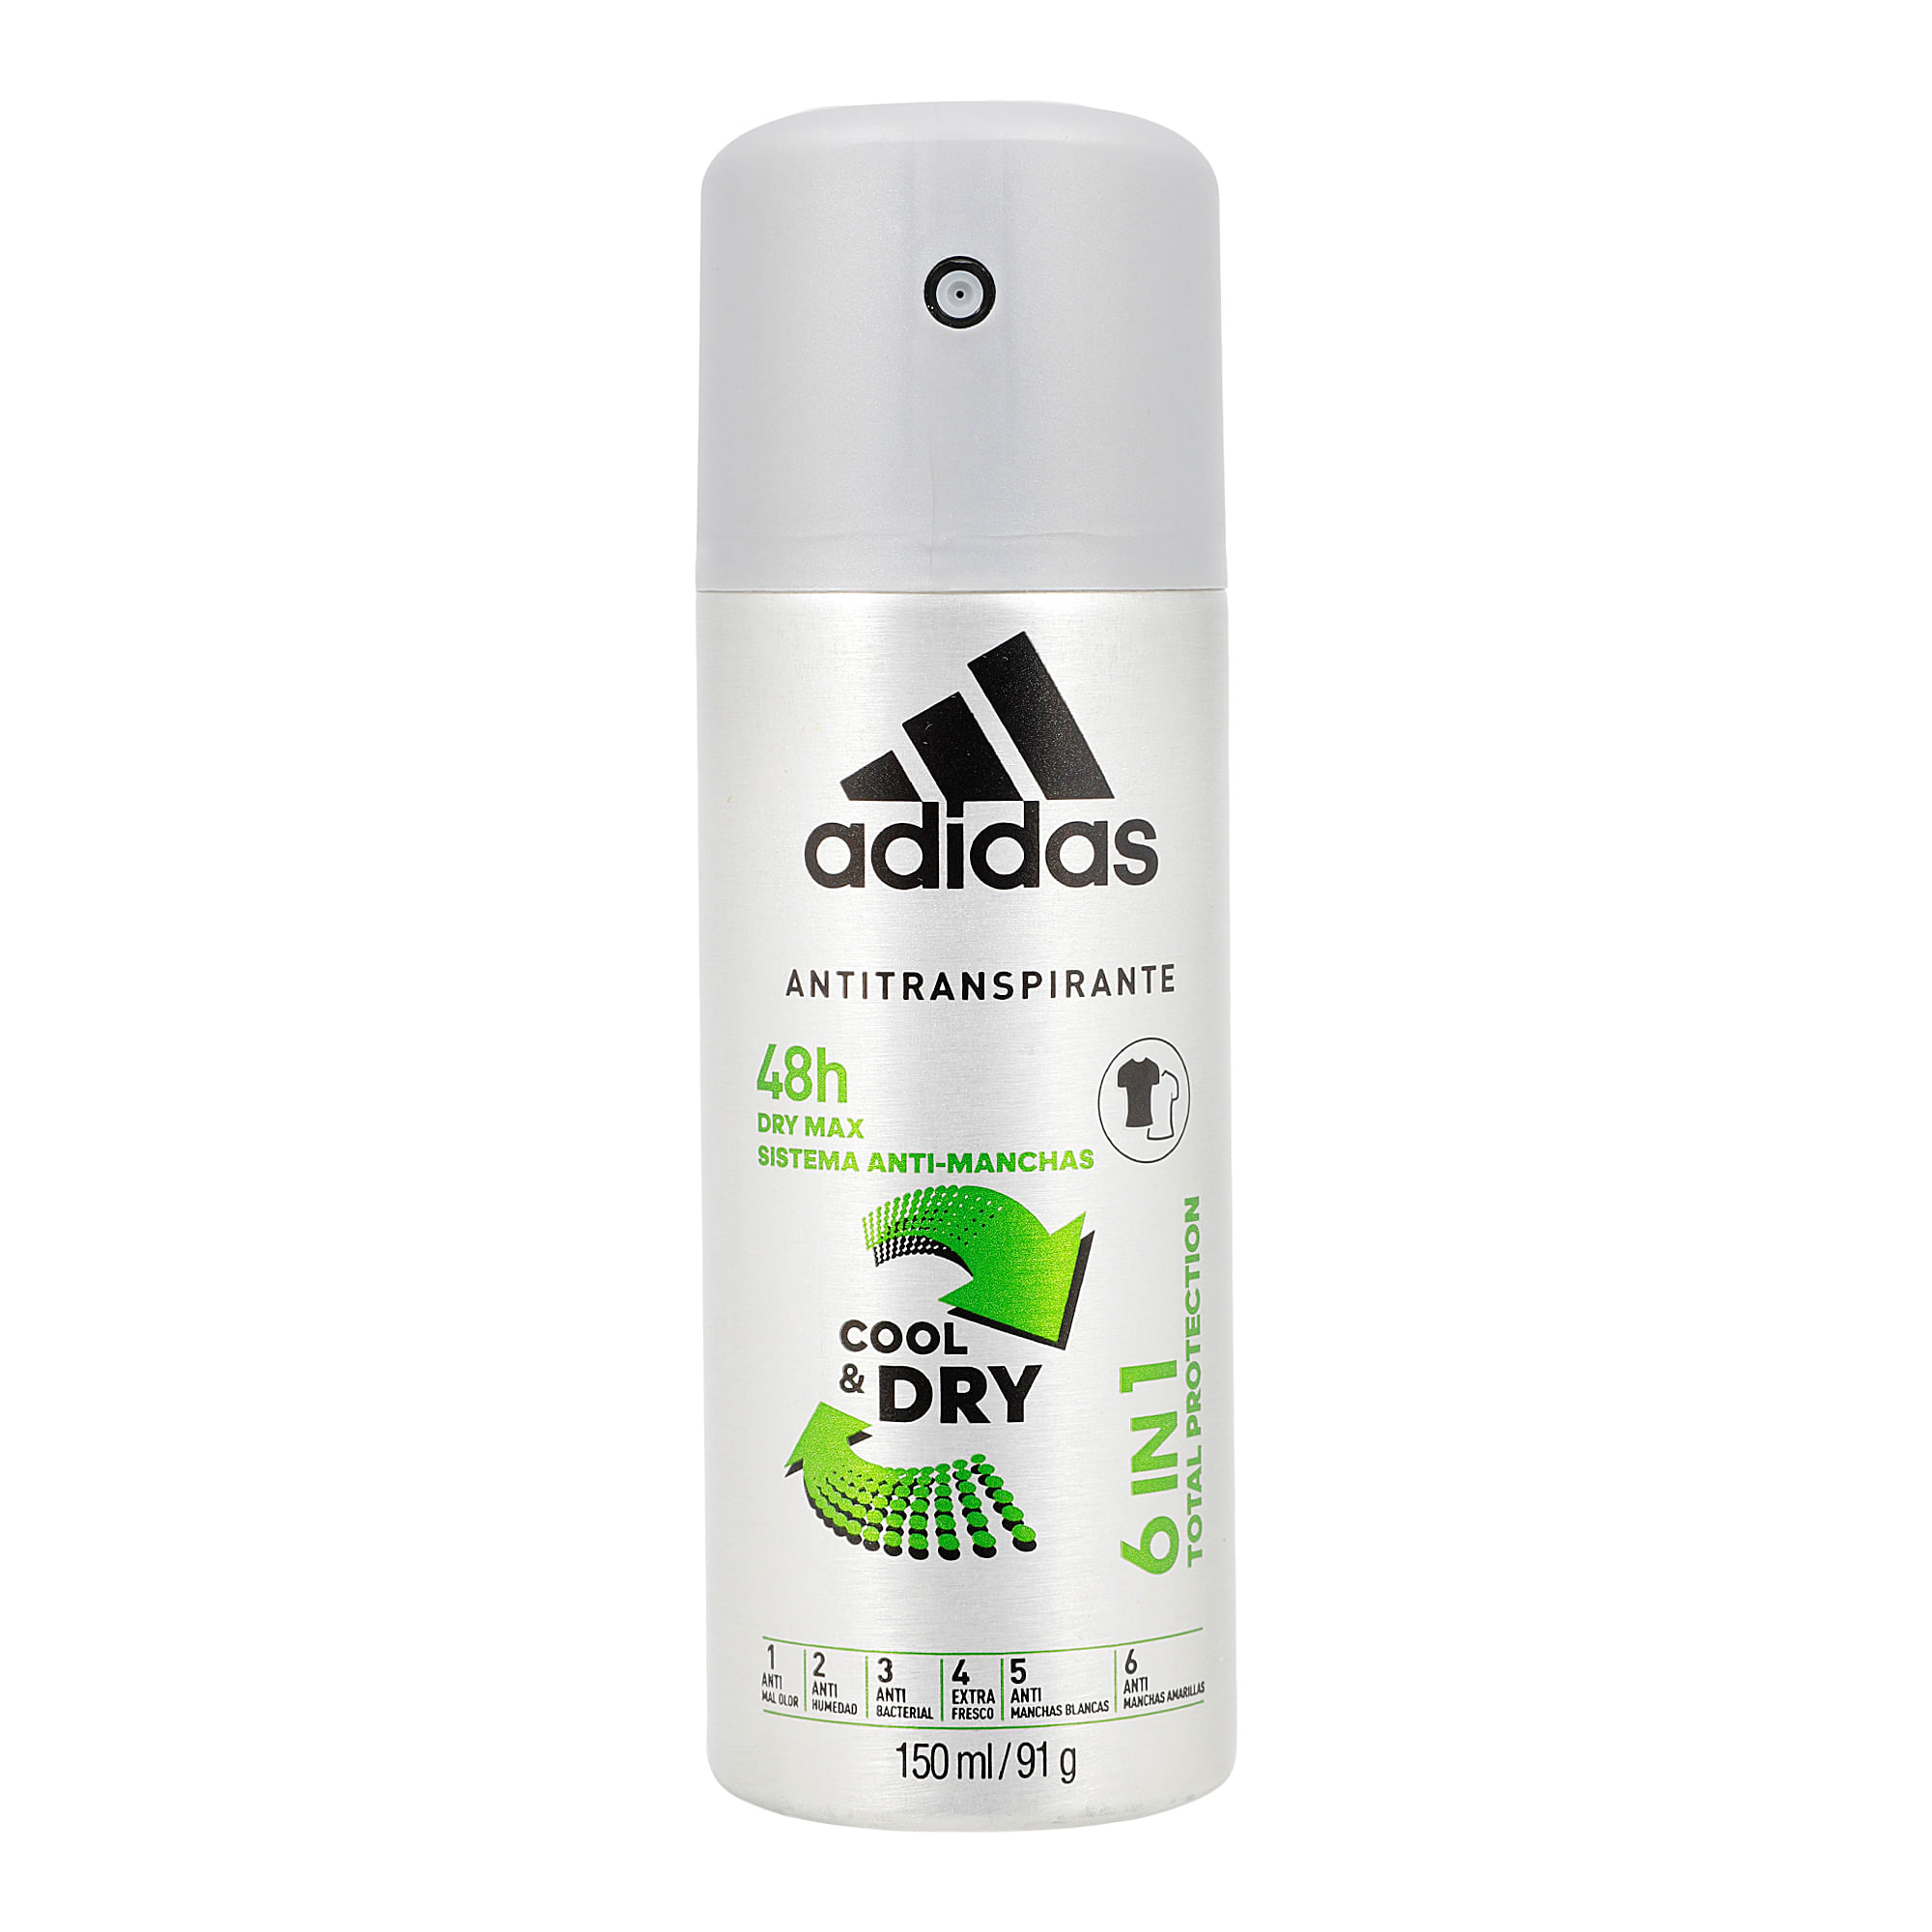 adidas
ANTITRANSPIRANTE
48h
DRY MAX
SISTEMA ANTI-MANCHAS
COOL
& DRY
6 IN 1
TOTAL PROTECTION
1
ANTI
MAL OLOR
2
ANTI
HUMEDAD
3
ANTI
BACTERIAL
4
EXTRA
FRESCO
5
ANTI
MANCHAS BLANCAS
6
ANTI
MANCHAS AMARILLAS
150 ml / 91 g